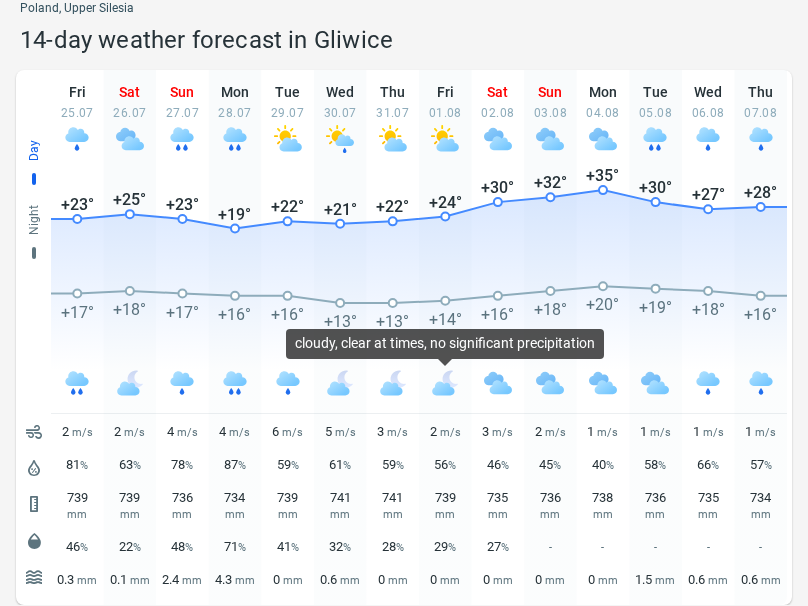 Poland, Upper Silesia
14-day weather forecast in Gliwice
Fri Sat Sun Mon Tue Wed Thu Fri Sat Sun Mon Tue Wed Thu
25.07 26.07 27.07 28.07 29.07 30.07 31.07 01.08 02.08 03.08 04.08 05.08 06.08 07.08
Day
+23° +25° +23° +19° +22° +21° +22° +24° +30° +32° +35° +30° +27° +28°
Night
+17° +18° +17° +16° +16° +13° +13° +14° +16° +18° +20° +19° +18° +16°
cloudy, clear at times, no significant precipitation
2 m/s 2 m/s 4 m/s 4 m/s 6 m/s 5 m/s 3 m/s 2 m/s 3 m/s 2 m/s 1 m/s 1 m/s 1 m/s 1 m/s
81% 63% 78% 87% 59% 61% 59% 56% 46% 45% 40% 58% 66% 57%
739 739 736 734 739 741 741 739 735 736 738 736 735 734
mm mm mm mm mm mm mm mm mm mm mm mm mm mm
46% 22% 48% 71% 41% 32% 28% 29% 27% - - - - -
0.3 mm 0.1 mm 2.4 mm 4.3 mm 0 mm 0.6 mm 0 mm 0 mm 0 mm 0 mm 0 mm 1.5 mm 0.6 mm 0.6 mm